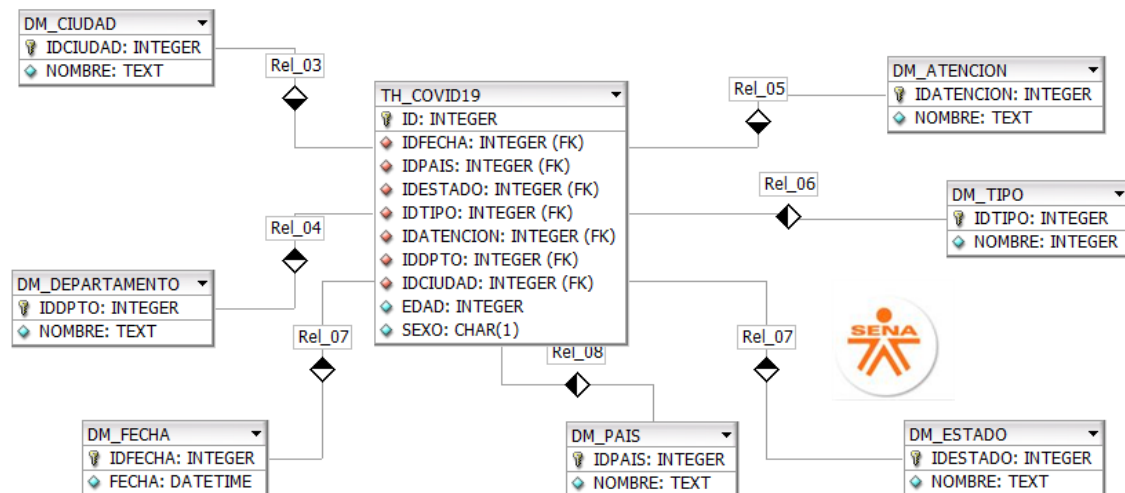 DM_CIUDAD
IDCIUDAD: INTEGER
NOMBRE: TEXT
Rel_03
TH_COVID19
ID: INTEGER
IDFECHA: INTEGER (FK)
IDPAIS: INTEGER (FK)
IDESTADO: INTEGER (FK)
IDTIPO: INTEGER (FK)
IDATENCION: INTEGER (FK)
IDDPTO: INTEGER (FK)
IDCIUDAD: INTEGER (FK)
EDAD: INTEGER
SEXO: CHAR(1)
Rel_05
DM_ATENCION
IDATENCION: INTEGER
NOMBRE: TEXT
Rel_06
DM_TIPO
IDTIPO: INTEGER
NOMBRE: INTEGER
Rel_04
DM_DEPARTAMENTO
IDDPTO: INTEGER
NOMBRE: TEXT
Rel_07
Rel_08
Rel_07
SENA
DM_FECHA
IDFECHA: INTEGER
FECHA: DATETIME
DM_PAIS
IDPAIS: INTEGER
NOMBRE: TEXT
DM_ESTADO
IDESTADO: INTEGER
NOMBRE: TEXT